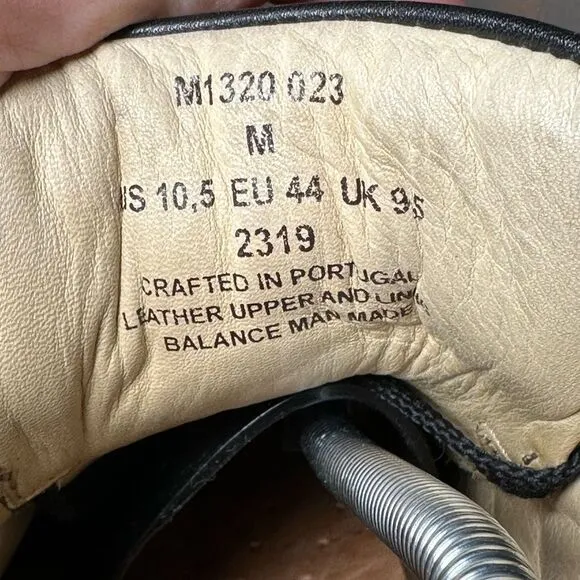 M1320 023
M
US 10,5 EU 44 UK 9,5
2319
CRAFTED IN PORTUGAL
LEATHER UPPER AND LINING
BALANCE MAN MADE